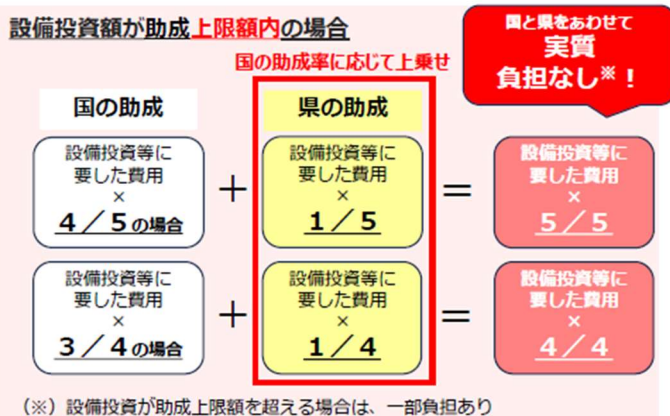 設備投資額が助成上限額内の場合
国と県をあわせて
実質
負担なし※！
国の助成率に応じて上乗せ
国の助成
県の助成
設備投資等に
要した費用
×
4／5の場合
＋
設備投資等に
要した費用
×
1／5
＝
設備投資等に
要した費用
×
5／5
設備投資等に
要した費用
×
3／4の場合
＋
設備投資等に
要した費用
×
1／4
＝
設備投資等に
要した費用
×
4／4
（※）設備投資が助成上限額を超える場合は、一部負担あり